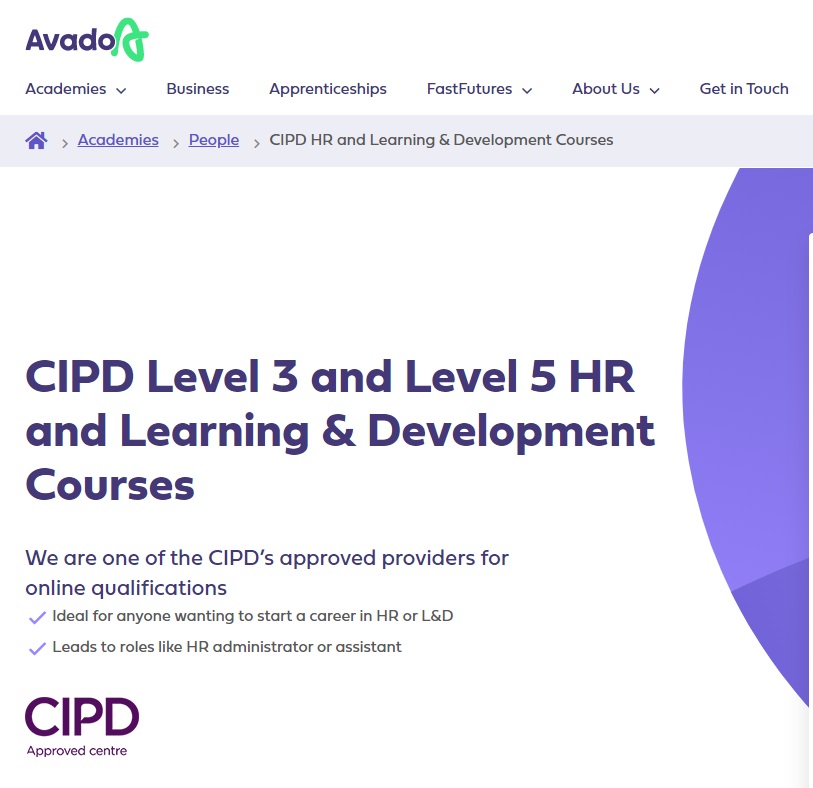 Avado
Academies Business Apprenticeships FastFutures About Us Get in Touch
Academies People CIPD HR and Learning & Development Courses
CIPD Level 3 and Level 5 HR
and Learning & Development
Courses
We are one of the CIPD’s approved providers for
online qualifications
Ideal for anyone wanting to start a career in HR or L&D
Leads to roles like HR administrator or assistant
CIPD
Approved centre